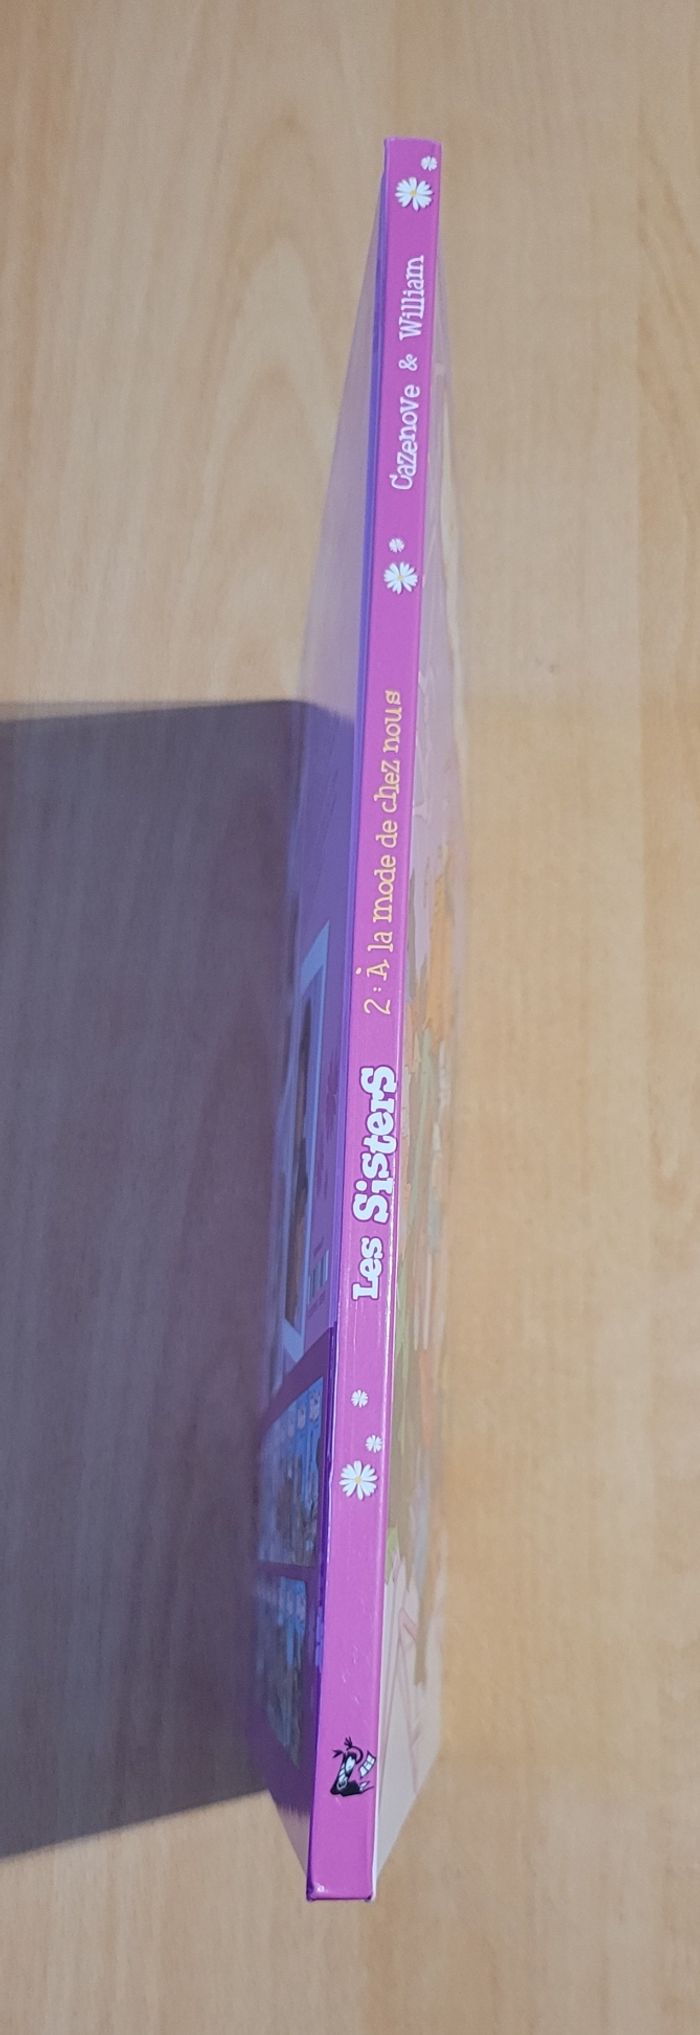 Les Sisters 2 : À la mode de chez nous Cazenove & William